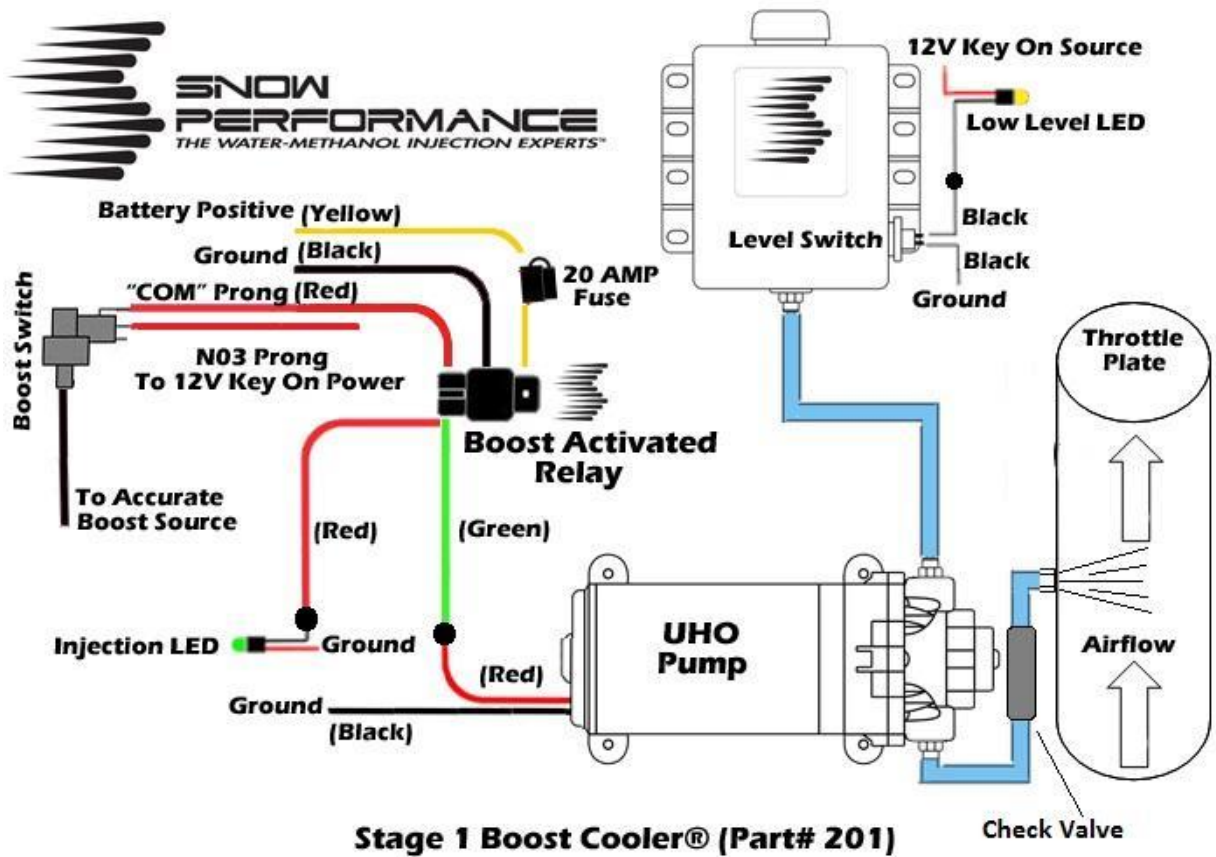 SNOW
PERFORMANCE
THE WATER-METHANOL INJECTION EXPERTS™
12V Key On Source
Low Level LED
Black
Level Switch
Black
Ground
Battery Positive (Yellow)
Ground (Black)
20 AMP
Fuse
"COM" Prong (Red)
Boost Switch
N03 Prong
To 12V Key On Power
Boost Activated
Relay
To Accurate
Boost Source
(Red)
(Green)
Throttle
Plate
Airflow
Injection LED
Ground
UHO
Pump
(Red)
Ground
(Black)
Check Valve
Stage 1 Boost Cooler® (Part# 201)